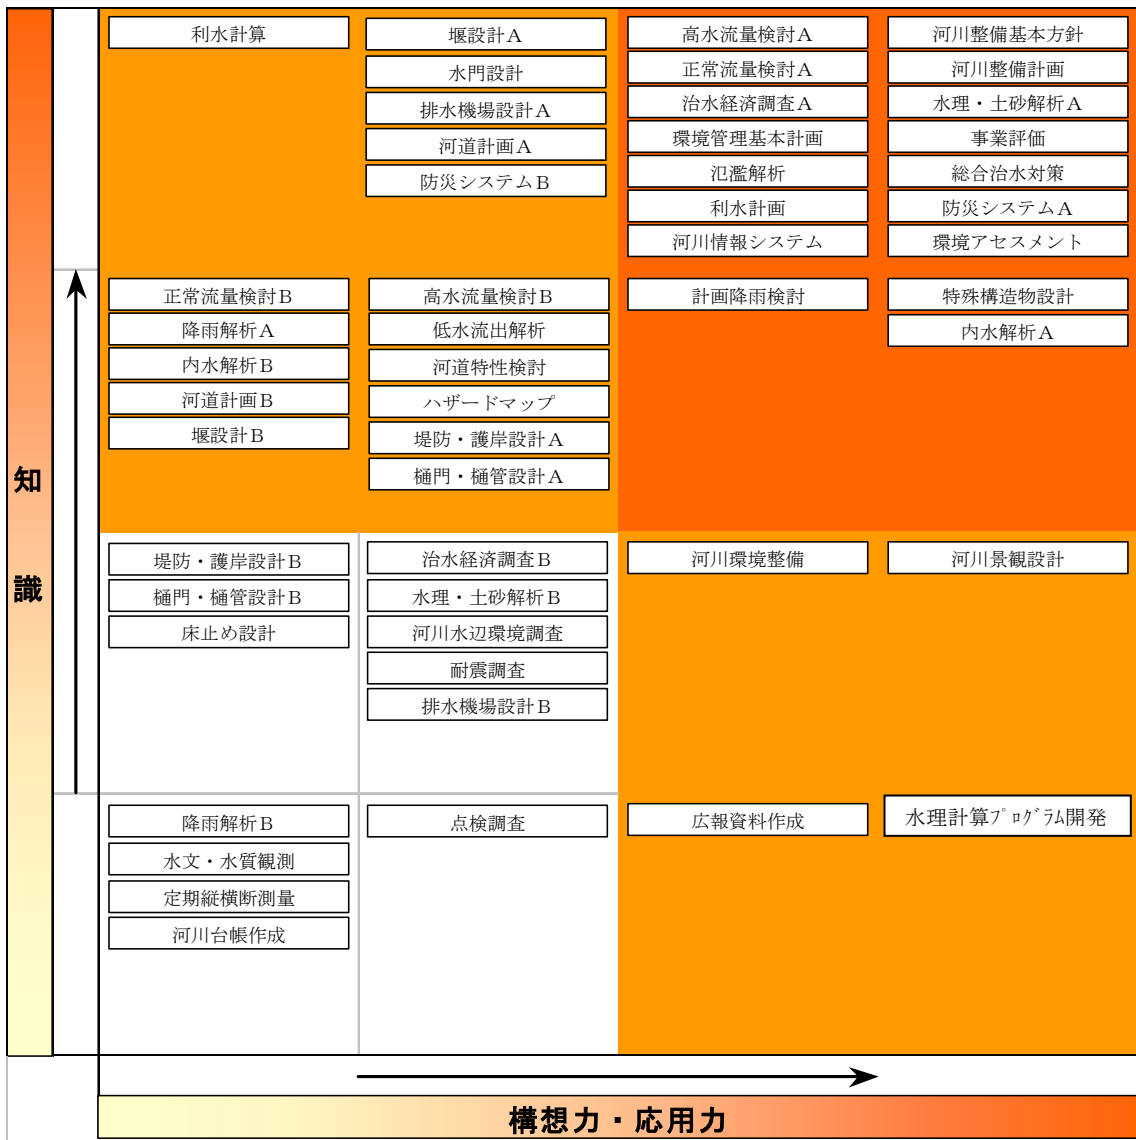 知
識
利水計算
堰設計A
水門設計
排水機場設計A
河道計画A
防災システムB
高水流量検討A
正常流量検討A
治水経済調査A
環境管理基本計画
氾濫解析
利水計画
河川情報システム
河川整備基本方針
河川整備計画
水理・土砂解析A
事業評価
総合治水対策
防災システムA
環境アセスメント
正常流量検討B
降雨解析A
内水解析B
河道計画B
堰設計B
高水流量検討B
低水流出解析
河道特性検討
ハザードマップ
堤防・護岸設計A
樋門・樋管設計A
計画降雨検討
特殊構造物設計
内水解析A
堤防・護岸設計B
樋門・樋管設計B
床止め設計
治水経済調査B
水理・土砂解析B
河川水辺環境調査
耐震調査
排水機場設計B
河川環境整備
河川景観設計
降雨解析B
水文・水質観測
定期縦横断測量
河川台帳作成
点検調査
広報資料作成
水理計算プログラム開発
構想力・応用力